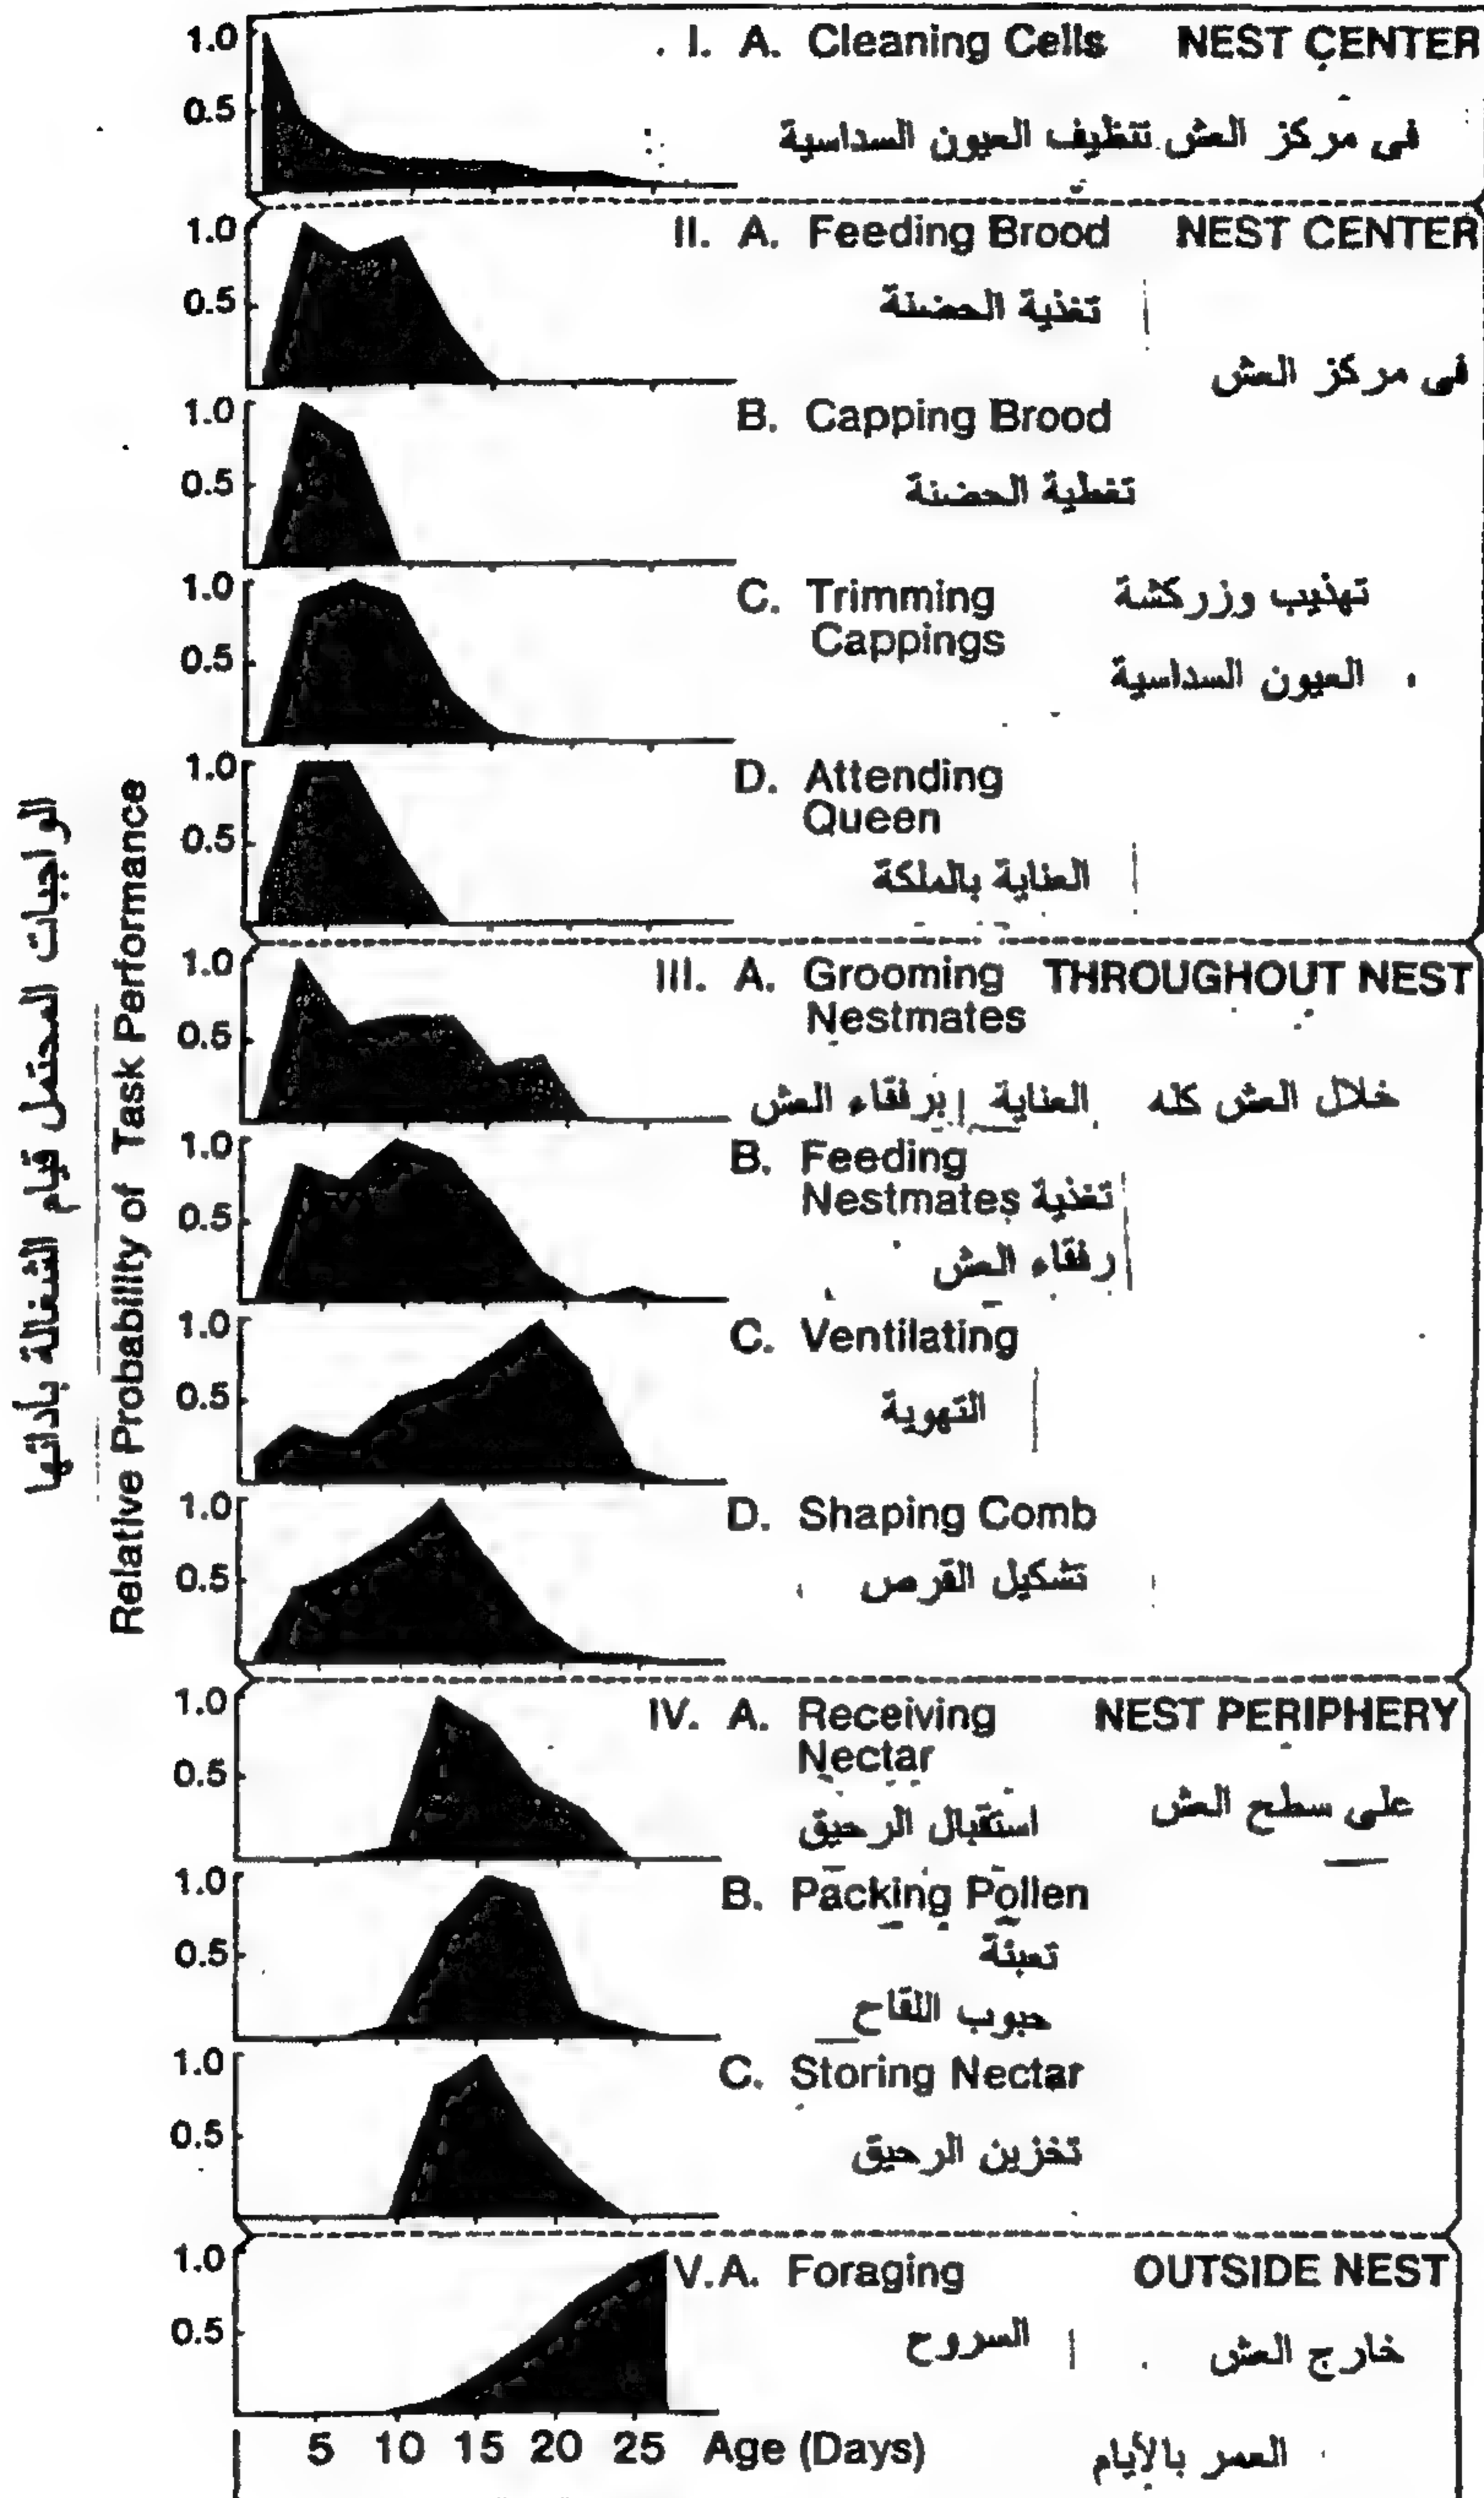 1.0 I. A. Cleaning Cells NEST CENTER
0.5 فى مركز العش تنظيف العيون السداسية
1.0 II. A. Feeding Brood NEST CENTER
0.5 تغذية الحضنة
فى مركز العش
1.0 B. Capping Brood
0.5 تغطية الحضنة
1.0 C. Trimming تهذيب وزركشة
Cappings
0.5 العيون السداسية
1.0 D. Attending
Queen
0.5 العناية بالملكة
1.0 III. A. Grooming THROUGHOUT NEST
Nestmates
0.5 العناية برفقاء العش خلال العش كله
1.0 B. Feeding
Nestmates تغذية
0.5 رفقاء العش
1.0 C. Ventilating
0.5 التهوية
1.0 D. Shaping Comb
0.5 تشكيل القرص
1.0 IV. A. Receiving NEST PERIPHERY
Nectar
0.5 استقبال الرحيق على سطح العش
1.0 B. Packing Pollen
0.5 تعبئة
حبوب اللقاح
1.0 C. Storing Nectar
0.5 تخزين الرحيق
1.0 V.A. Foraging OUTSIDE NEST
0.5 السروح خارج العش
5 10 15 20 25 Age (Days) العمر بالأيام
الواجبات المحتمل قيام الشغالة بأدائها
Relative Probability of Task Performance